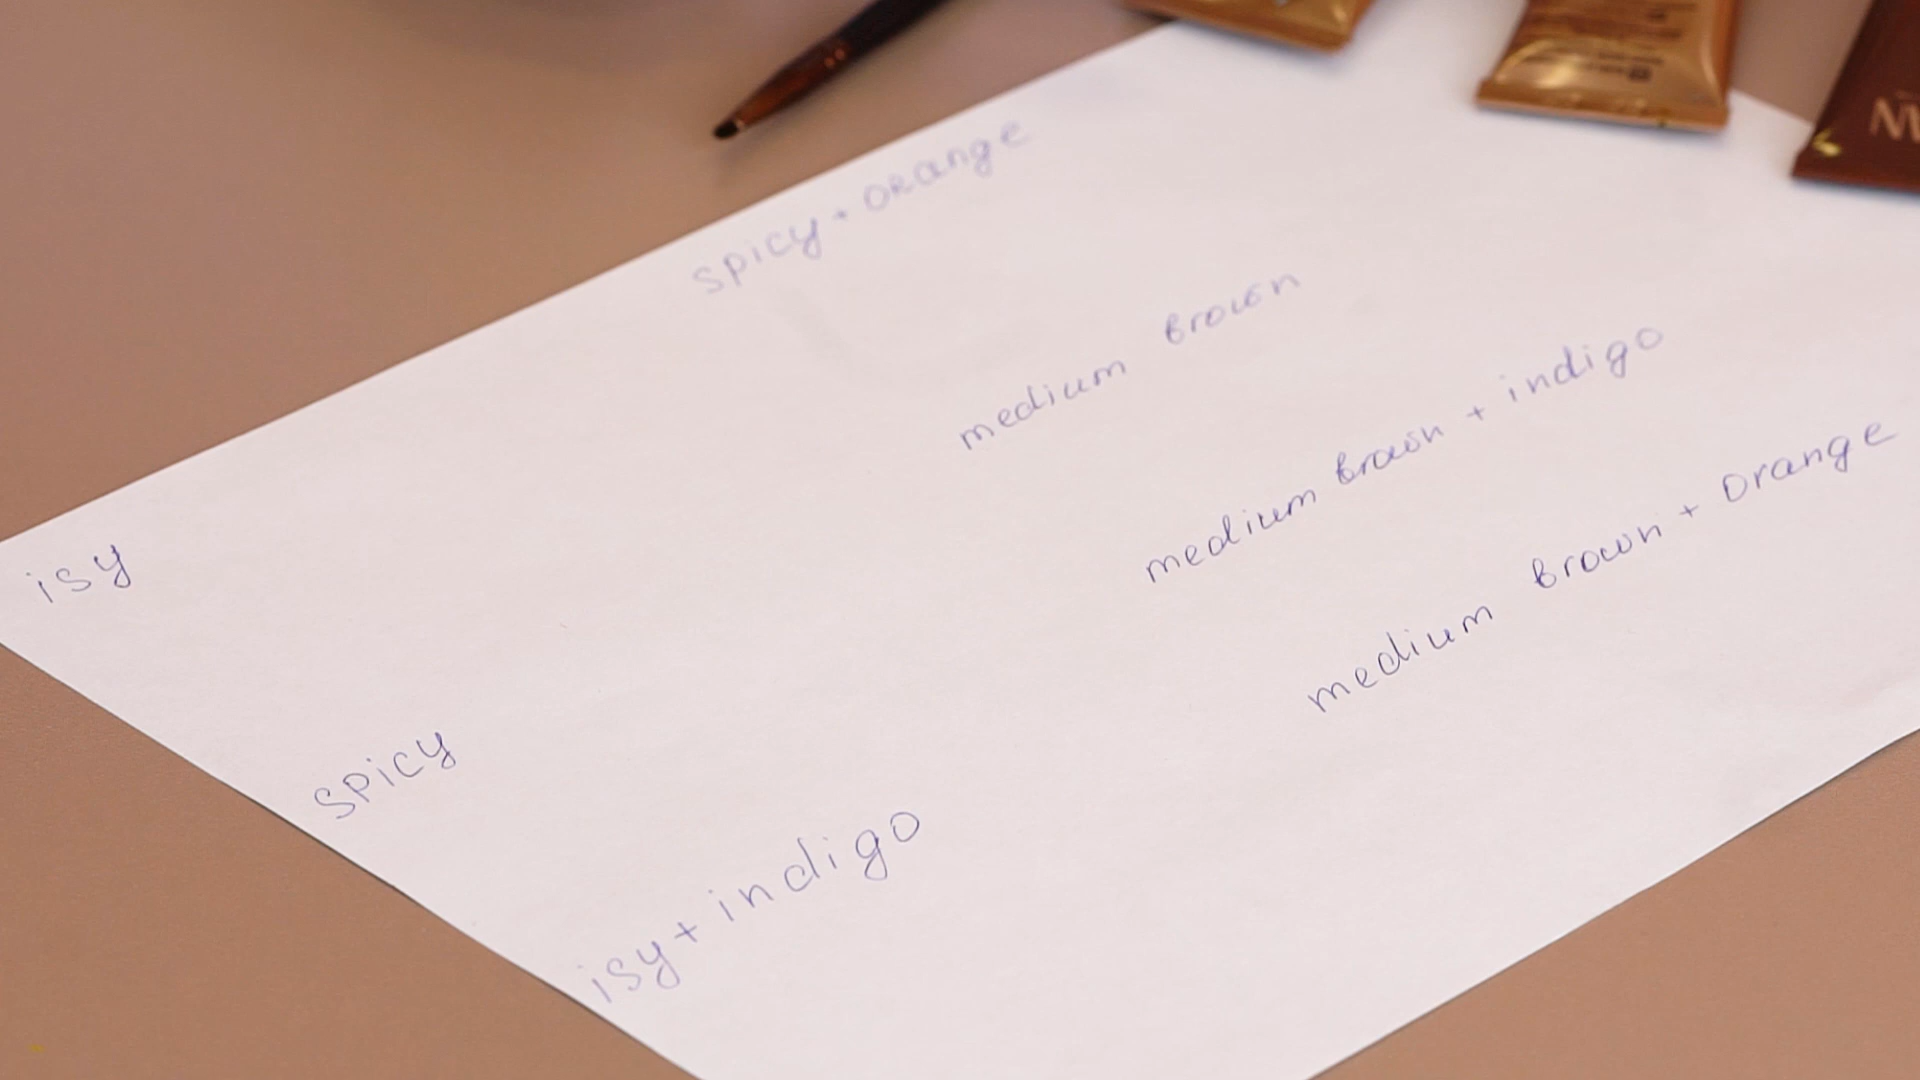 isy
spicy
isy + indigo
spicy + orange
medium brown
medium brown + indigo
medium brown + orange